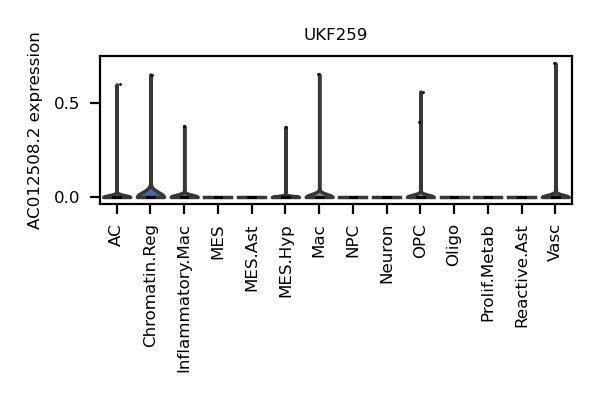 UKF259
AC012508.2 expression
0.5
0.0
AC
Chromatin.Reg
Inflammatory.Mac
MES
MES.Ast
MES.Hyp
Mac
NPC
Neuron
OPC
Oligo
Prolif.Metab
Reactive.Ast
Vasc